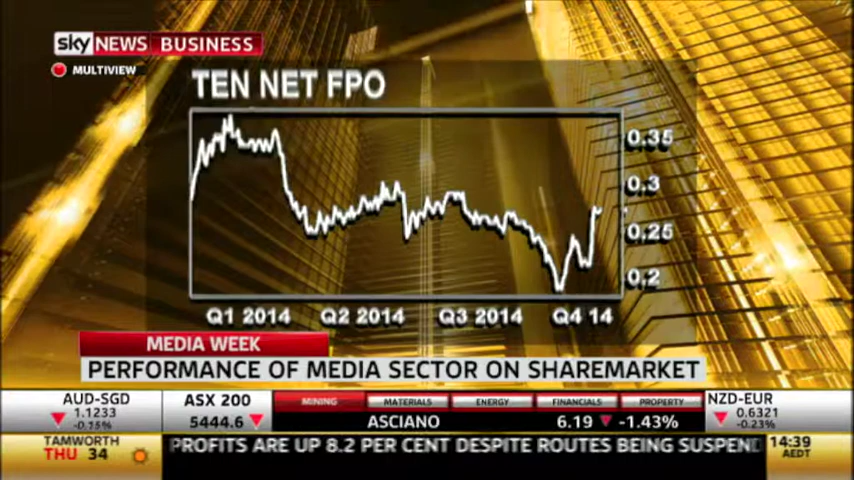 sky NEWS BUSINESS
MULTIVIEW
TEN NET FPO
0.35
0.3
0.25
0.2
Q1 2014 Q2 2014 Q3 2014 Q4 14
MEDIA WEEK
PERFORMANCE OF MEDIA SECTOR ON SHAREMARKET
AUD-SGD
1.1233
-0.15%
ASX 200
5444.6
MINING MATERIALS ENERGY FINANCIALS PROPERTY
ASCIANO 6.19 -1.43%
NZD-EUR
0.6321
-0.23%
TAMWORTH
THU 34
PROFITS ARE UP 8.2 PER CENT DESPITE ROUTES BEING SUSPEND
14:39
AEDT